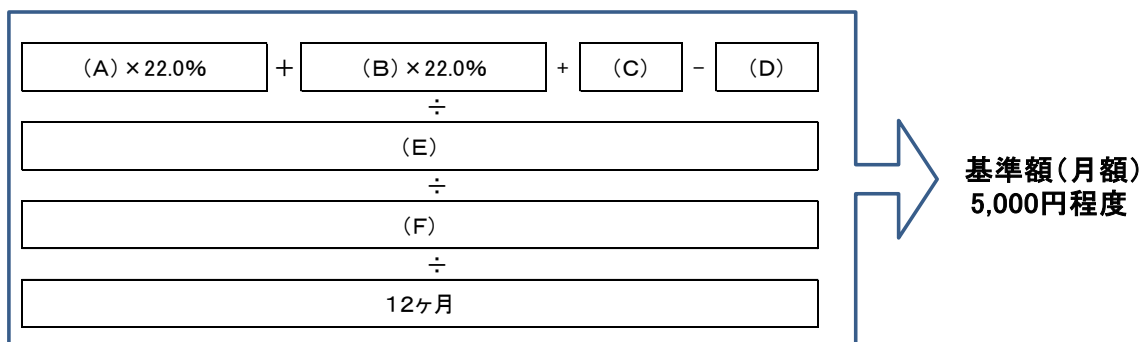 （A）×22.0% ＋ （B）×22.0% + （C） - （D）
÷
（E）
÷
（F）
÷
12ヶ月
基準額（月額）
5,000円程度